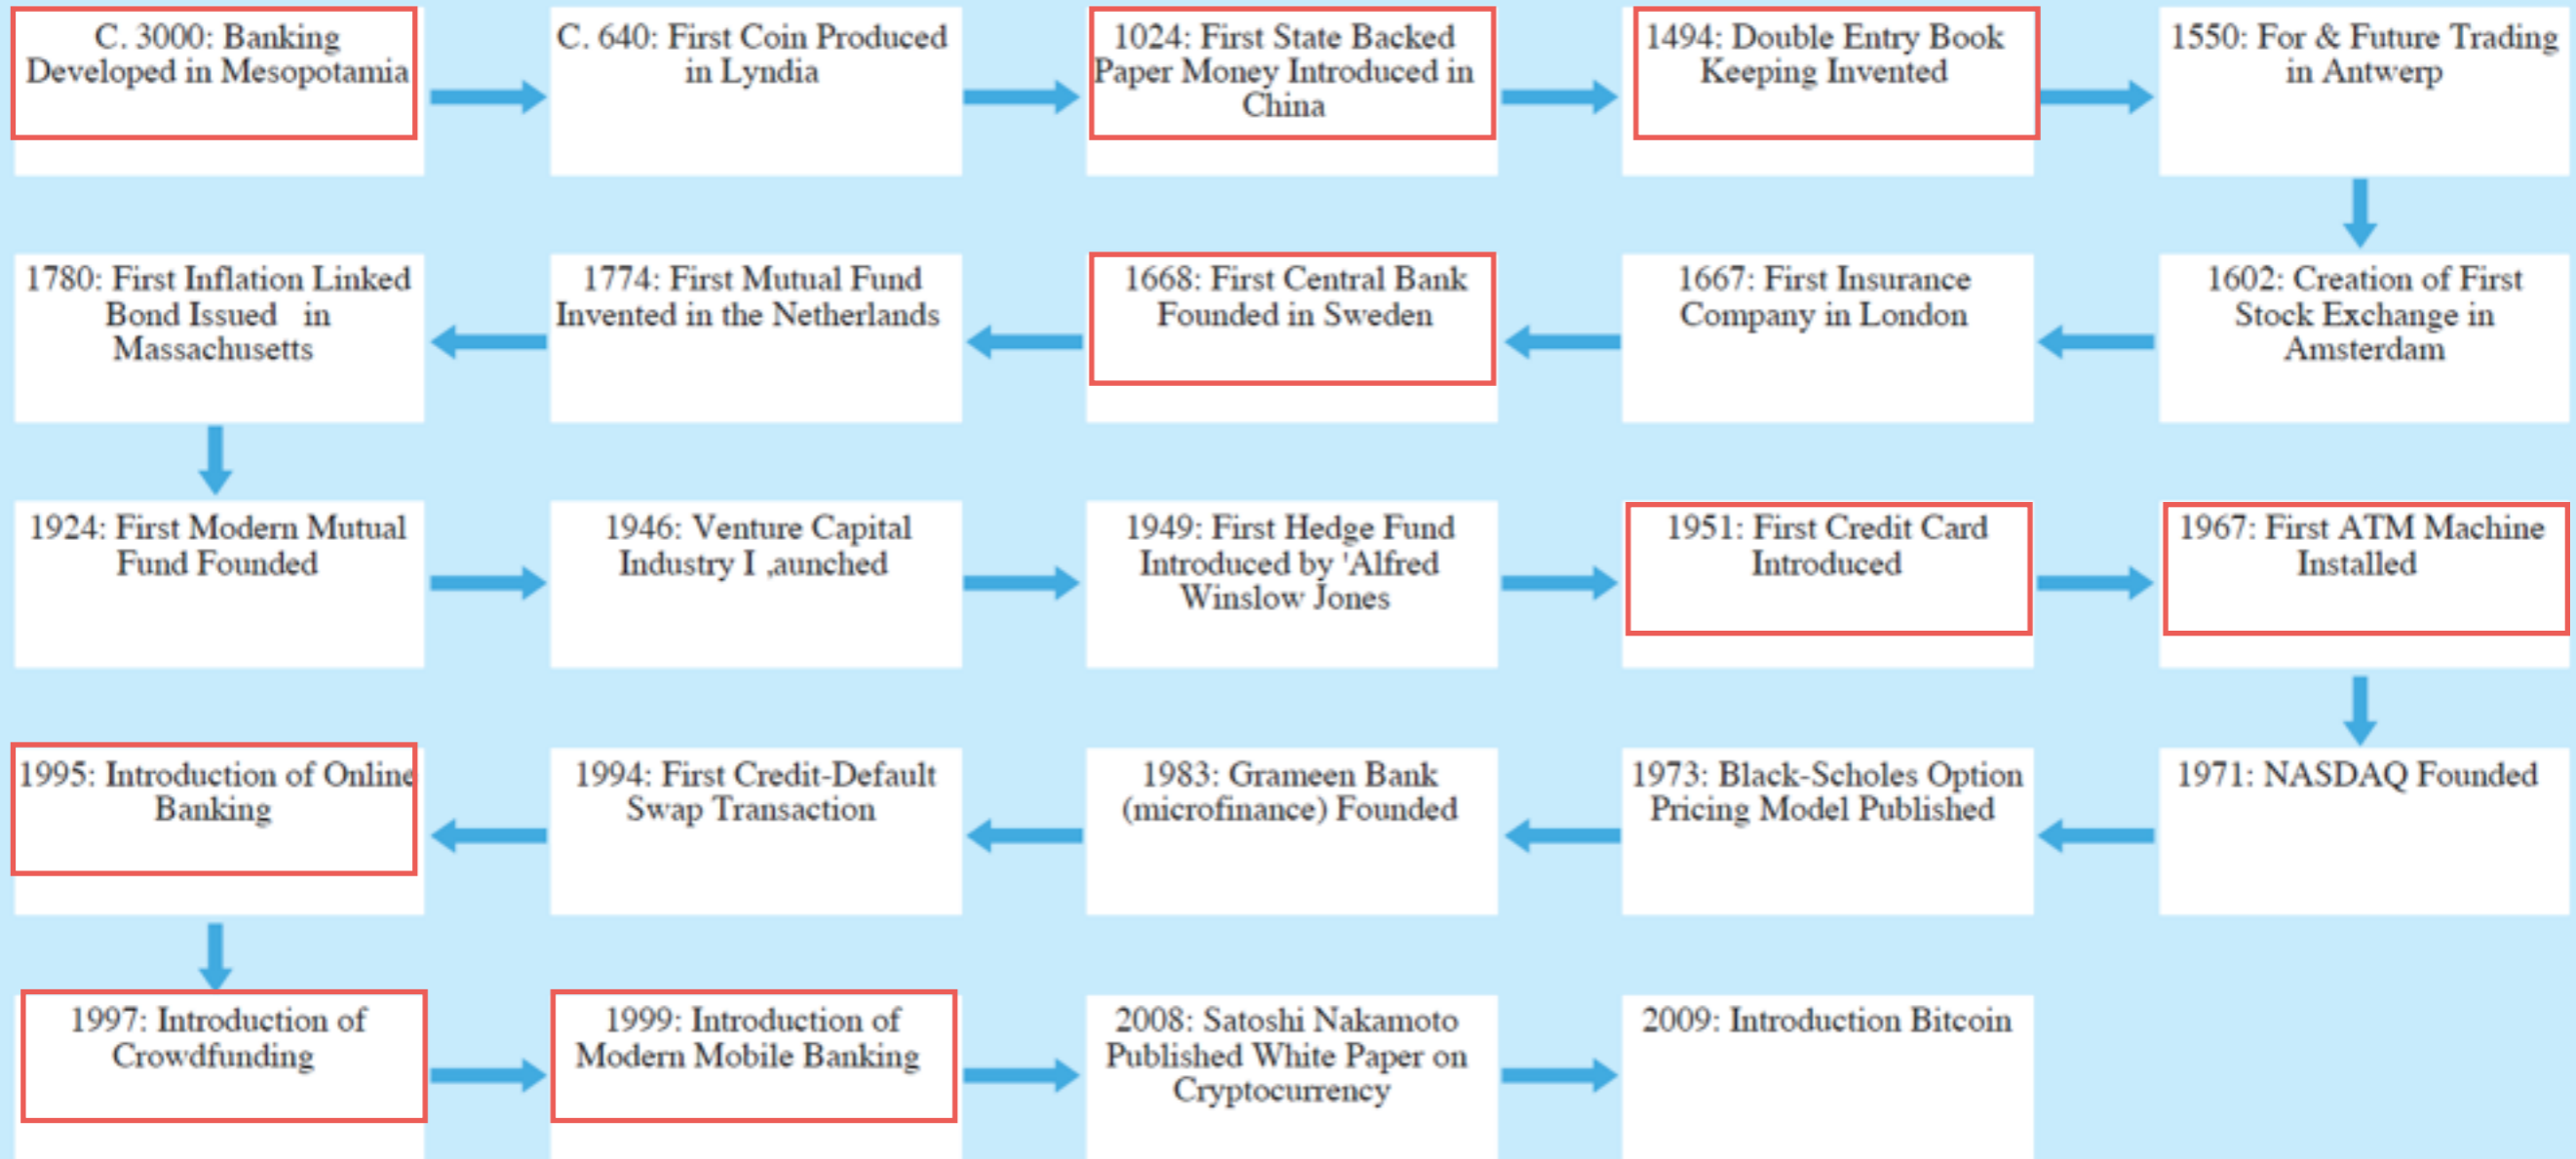 C. 3000: Banking
Developed in Mesopotamia
C. 640: First Coin Produced
in Lyndia
1024: First State Backed
Paper Money Introduced in
China
1494: Double Entry Book
Keeping Invented
1550: For & Future Trading
in Antwerp
1602: Creation of First
Stock Exchange in
Amsterdam
1667: First Insurance
Company in London
1668: First Central Bank
Founded in Sweden
1774: First Mutual Fund
Invented in the Netherlands
1780: First Inflation Linked
Bond Issued in
Massachusetts
1924: First Modern Mutual
Fund Founded
1946: Venture Capital
Industry I ,aunched
1949: First Hedge Fund
Introduced by 'Alfred
Winslow Jones
1951: First Credit Card
Introduced
1967: First ATM Machine
Installed
1971: NASDAQ Founded
1973: Black-Scholes Option
Pricing Model Published
1983: Grameen Bank
(microfinance) Founded
1994: First Credit-Default
Swap Transaction
1995: Introduction of Online
Banking
1997: Introduction of
Crowdfunding
1999: Introduction of
Modern Mobile Banking
2008: Satoshi Nakamoto
Published White Paper on
Cryptocurrency
2009: Introduction Bitcoin